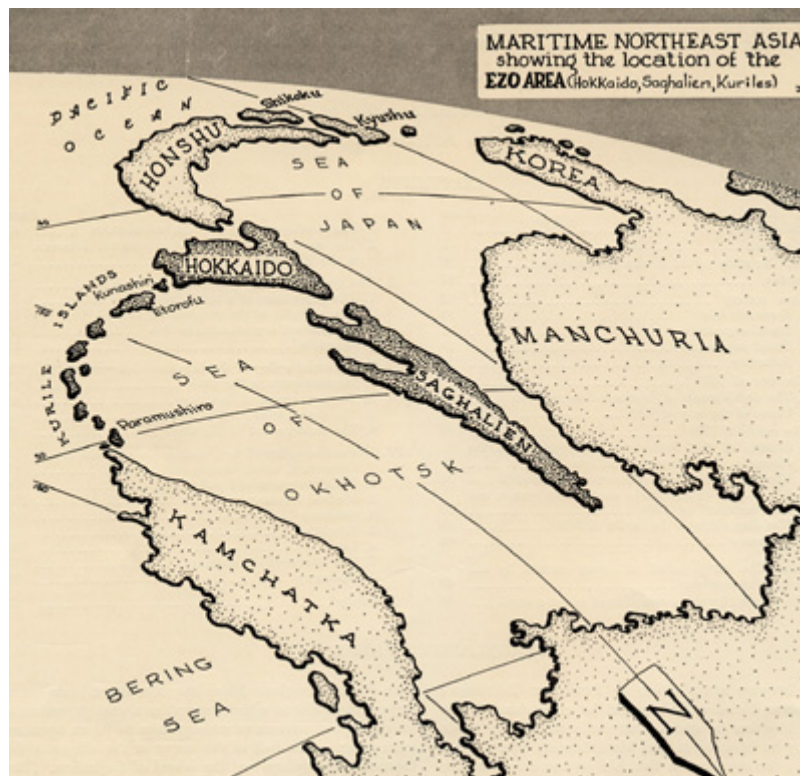 MARITIME NORTHEAST ASIA
showing the location of the
EZO AREA (Hokkaido, Saghalien, Kuriles)
PACIFIC
OCEAN
Shikoku
Kyushu
HONSHU
SEA
OF
JAPAN
KOREA
HOKKAIDO
KURILE ISLANDS
Kunashiri
Etorofu
MANCHURIA
SEA
OF
OKHOTSK
SAGHALIEN
Paramushiro
KAMCHATKA
BERING
SEA
N